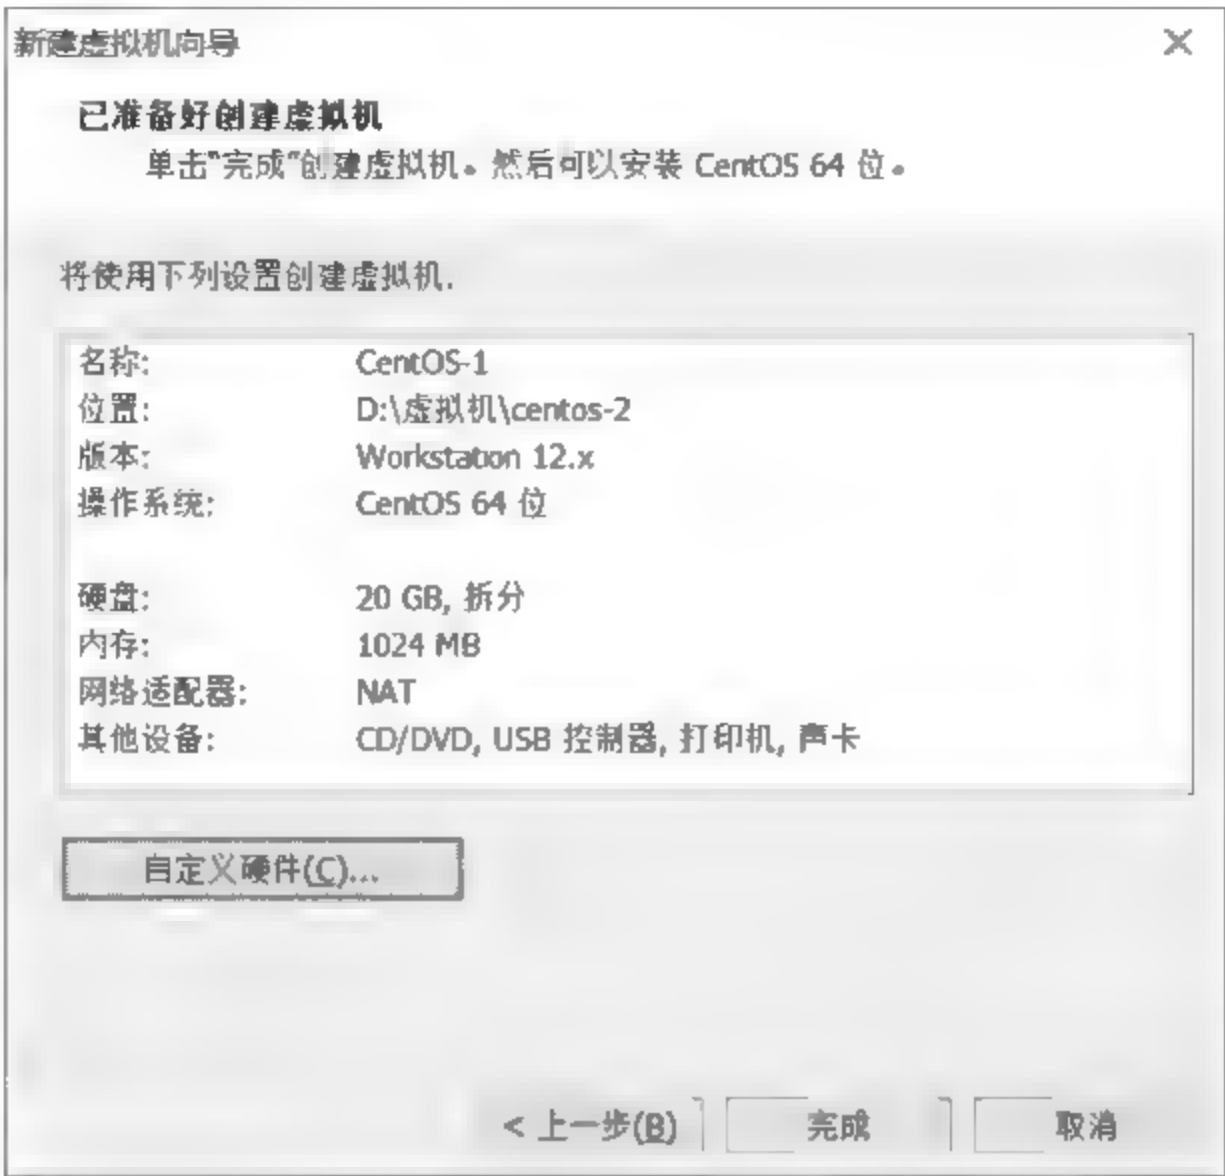 新建虚拟机向导
已准备好创建虚拟机
单击"完成"创建虚拟机。然后可以安装 CentOS 64 位。
将使用下列设置创建虚拟机.
名称: CentOS-1
位置: D:\虚拟机\centos-2
版本: Workstation 12.x
操作系统: CentOS 64 位
硬盘: 20 GB, 拆分
内存: 1024 MB
网络适配器: NAT
其他设备: CD/DVD, USB 控制器, 打印机, 声卡
自定义硬件(C)...
< 上一步(B) 完成 取消